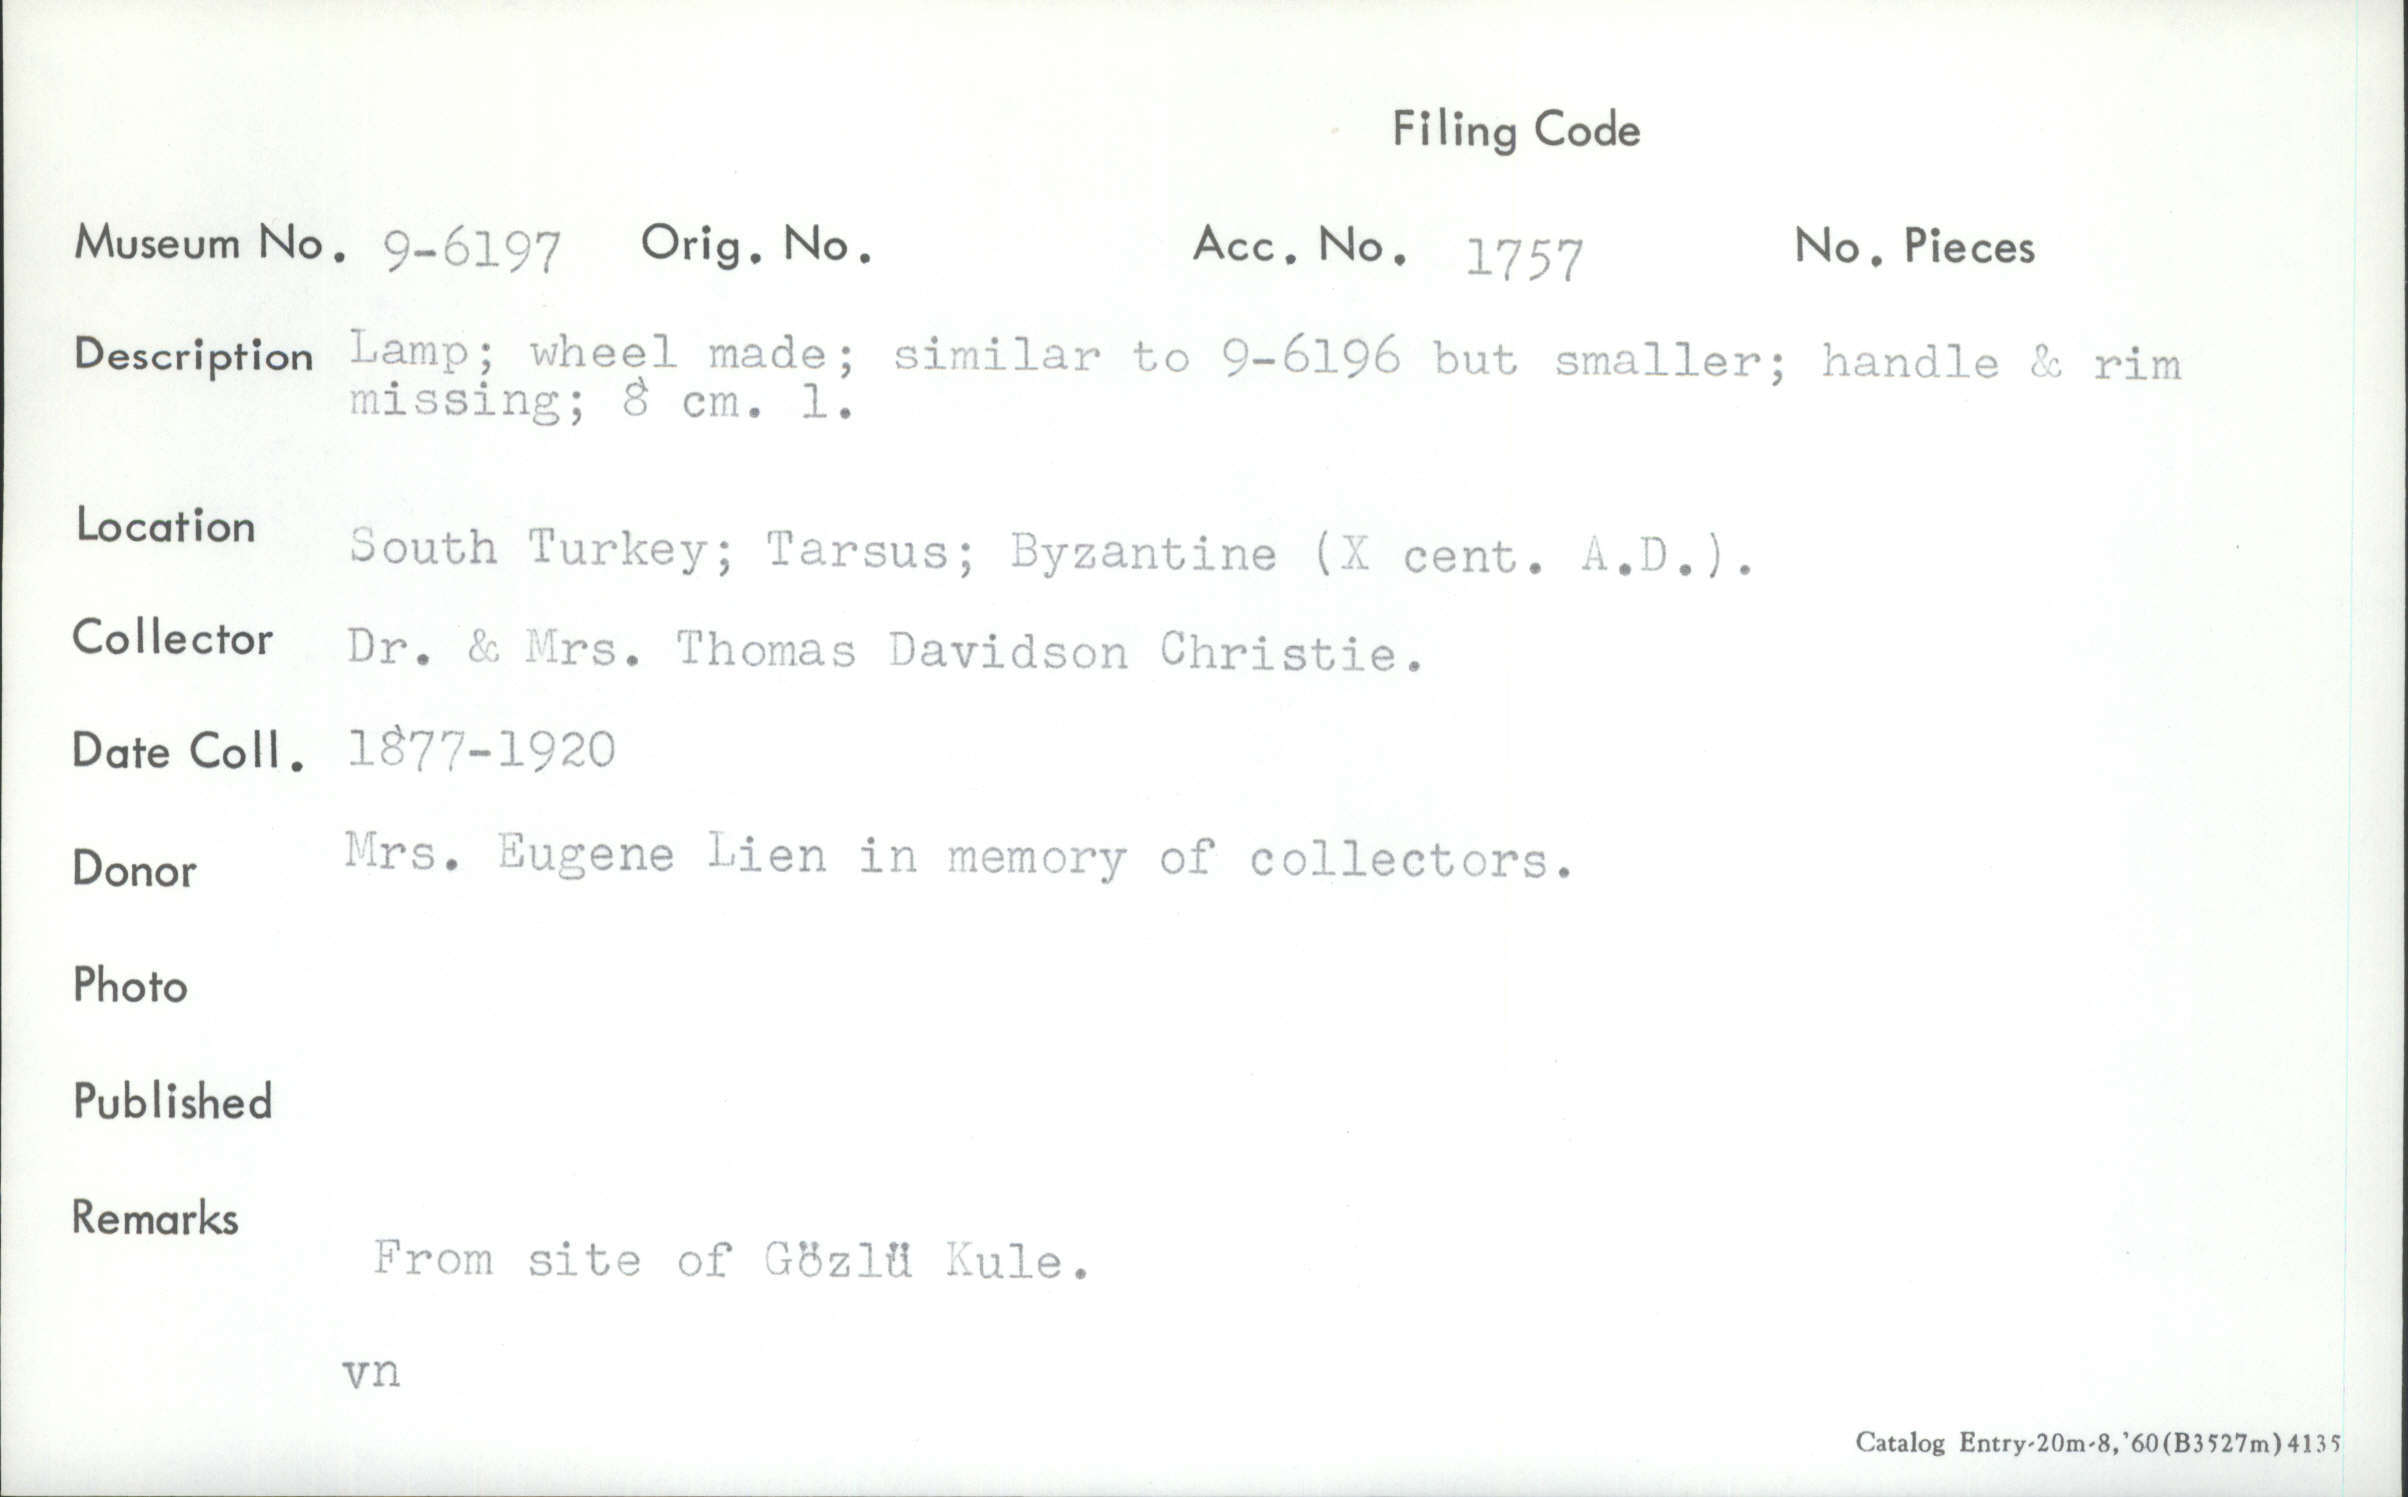 Filing Code
Museum No. 9-6197 Orig. No. Acc. No. 1757 No. Pieces
Description Lamp; wheel made; similar to 9-6196 but smaller; handle & rim
missing; 8 cm. l.
Location South Turkey; Tarsus; Byzantine (X cent. A.D.).
Collector Dr. & Mrs. Thomas Davidson Christie.
Date Coll. 1877-1920
Donor Mrs. Eugene Lien in memory of collectors.
Photo
Published
Remarks
From site of Gözlü Kule.
vn
Catalog Entry-20m-8,'60(B3527m)4135